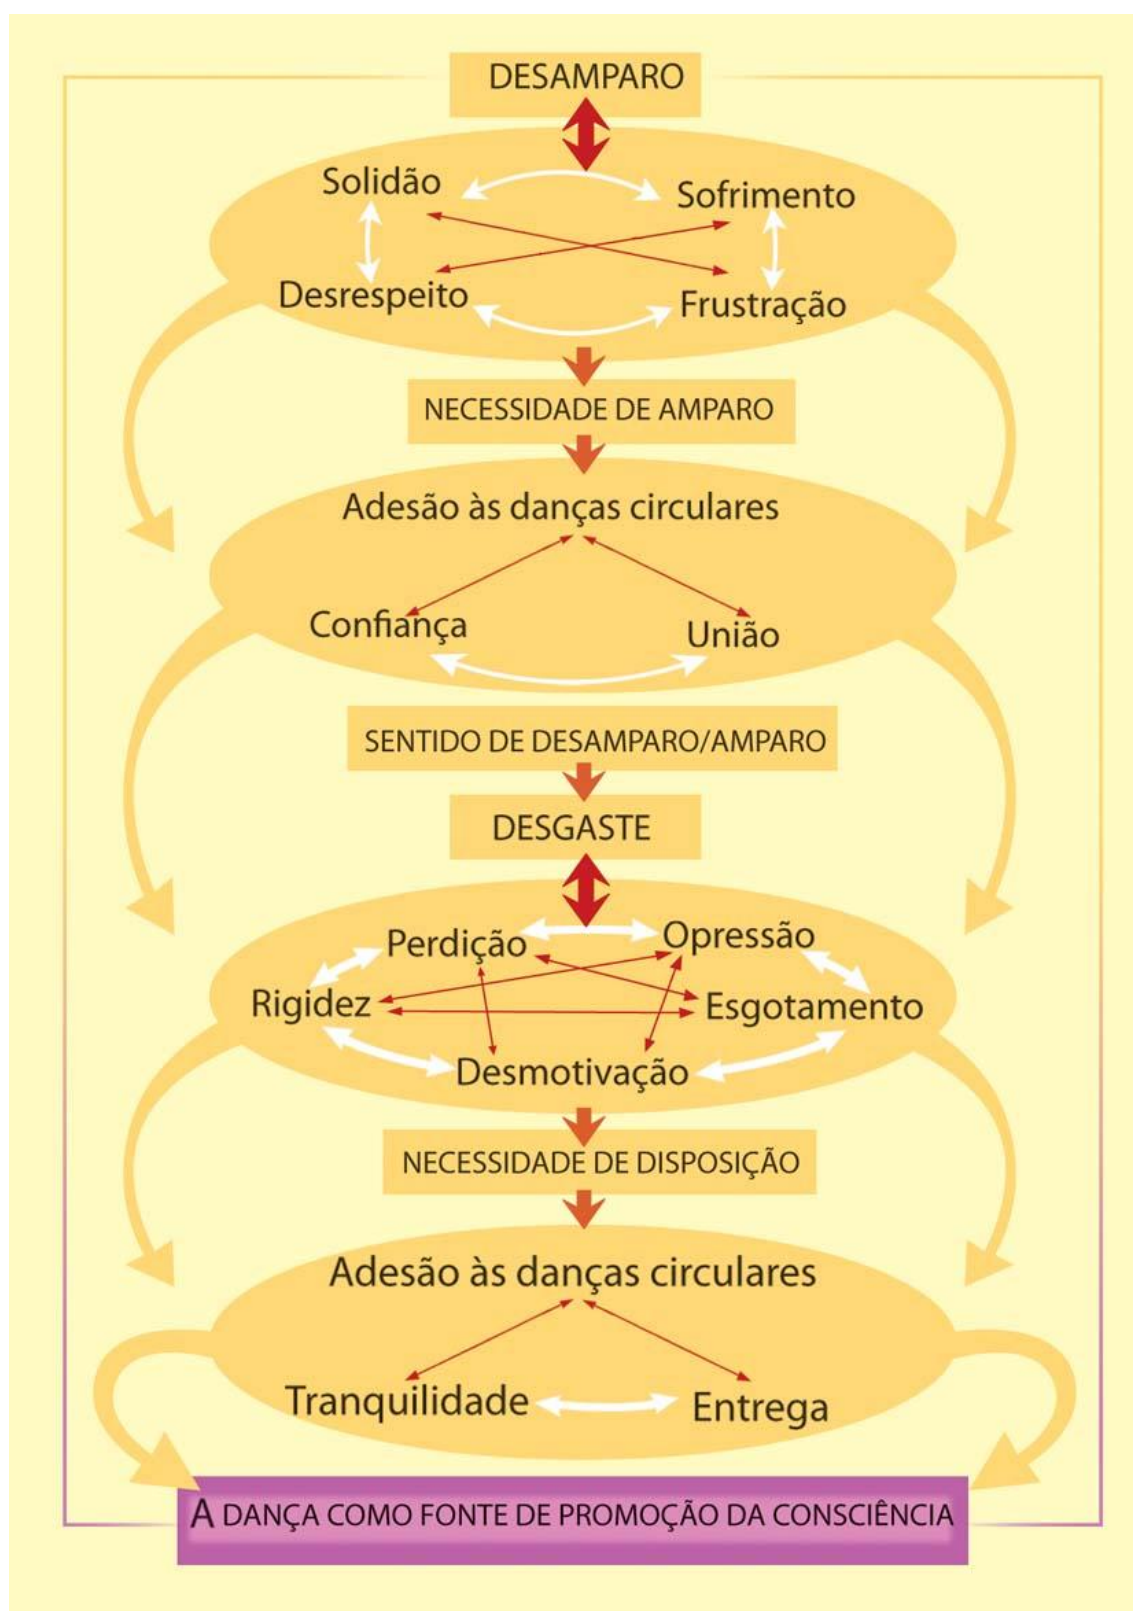 DESAMPARO
Solidão
Sofrimento
Desrespeito
Frustração
NECESSIDADE DE AMPARO
Adesão às danças circulares
Confiança
União
SENTIDO DE DESAMPARO/AMPARO
DESGASTE
Perdição
Opressão
Rigidez
Esgotamento
Desmotivação
NECESSIDADE DE DISPOSIÇÃO
Adesão às danças circulares
Tranquilidade
Entrega
A DANÇA COMO FONTE DE PROMOÇÃO DA CONSCIÊNCIA